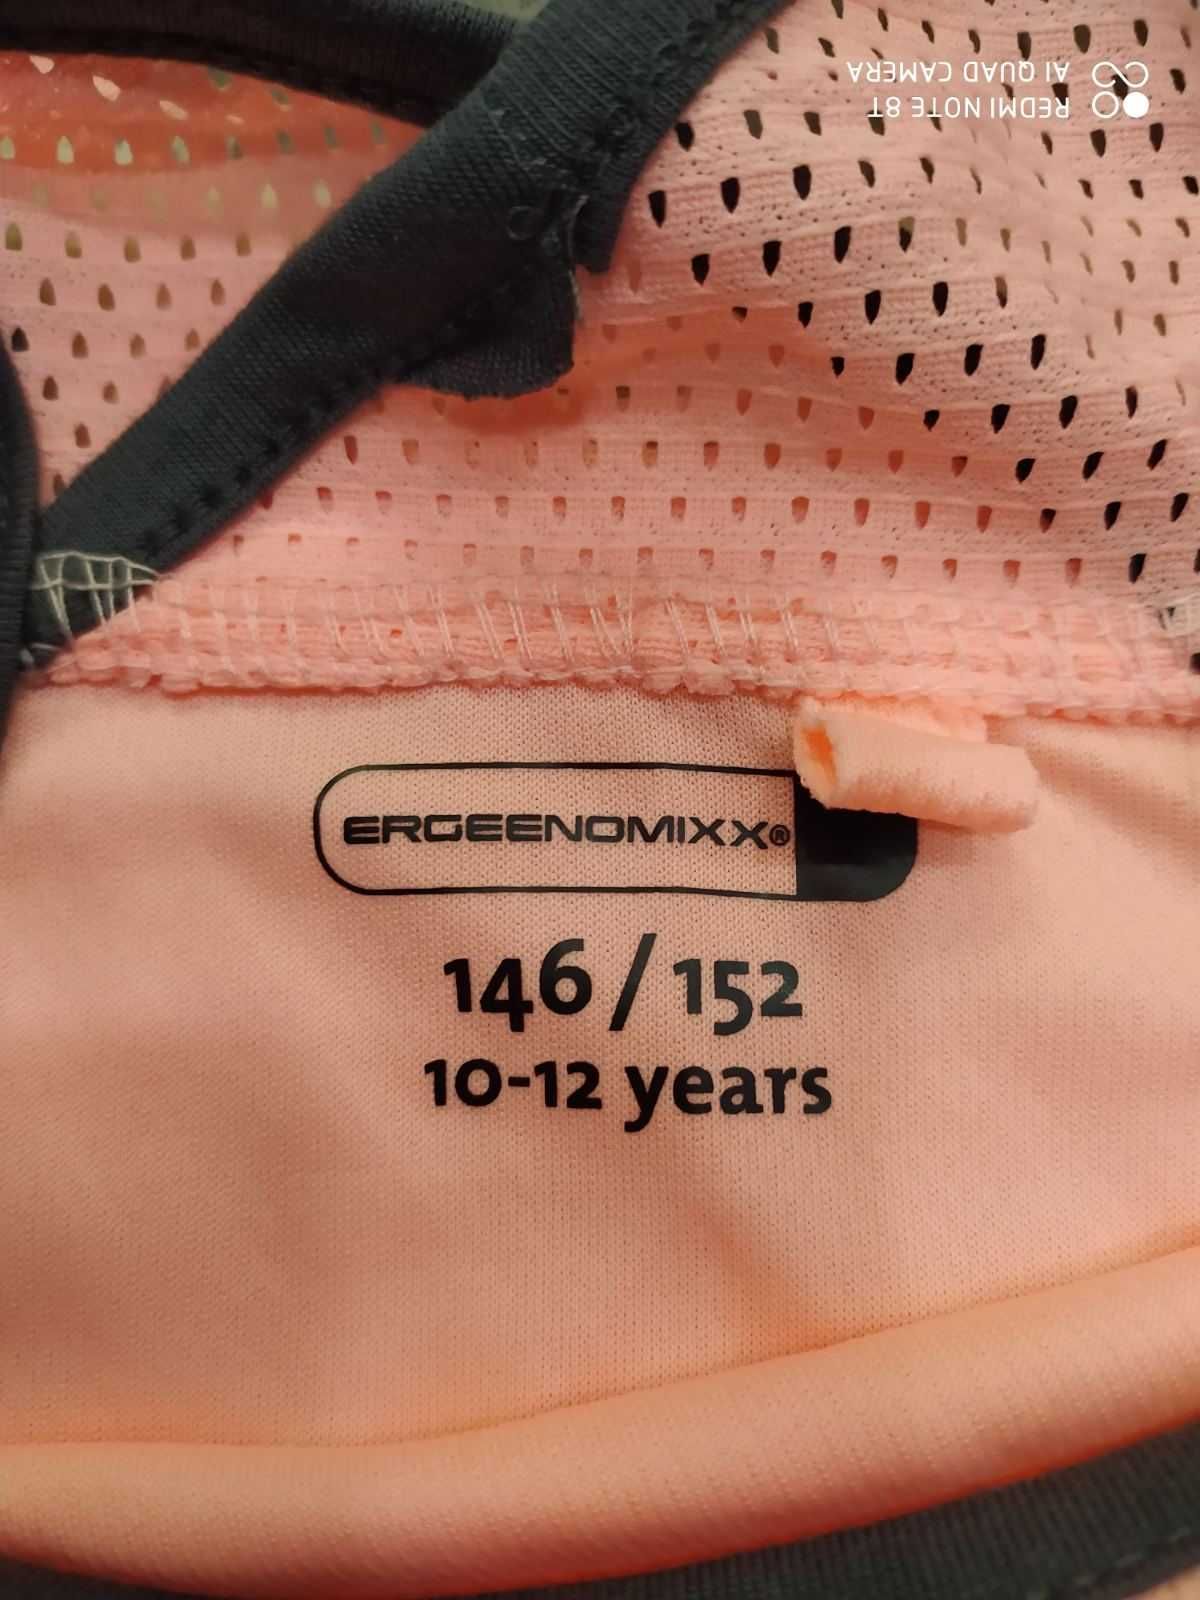 REDMI NOTE 8T
AI QUAD CAMERA
ERGEENOMIXX®
146/152
10-12 years